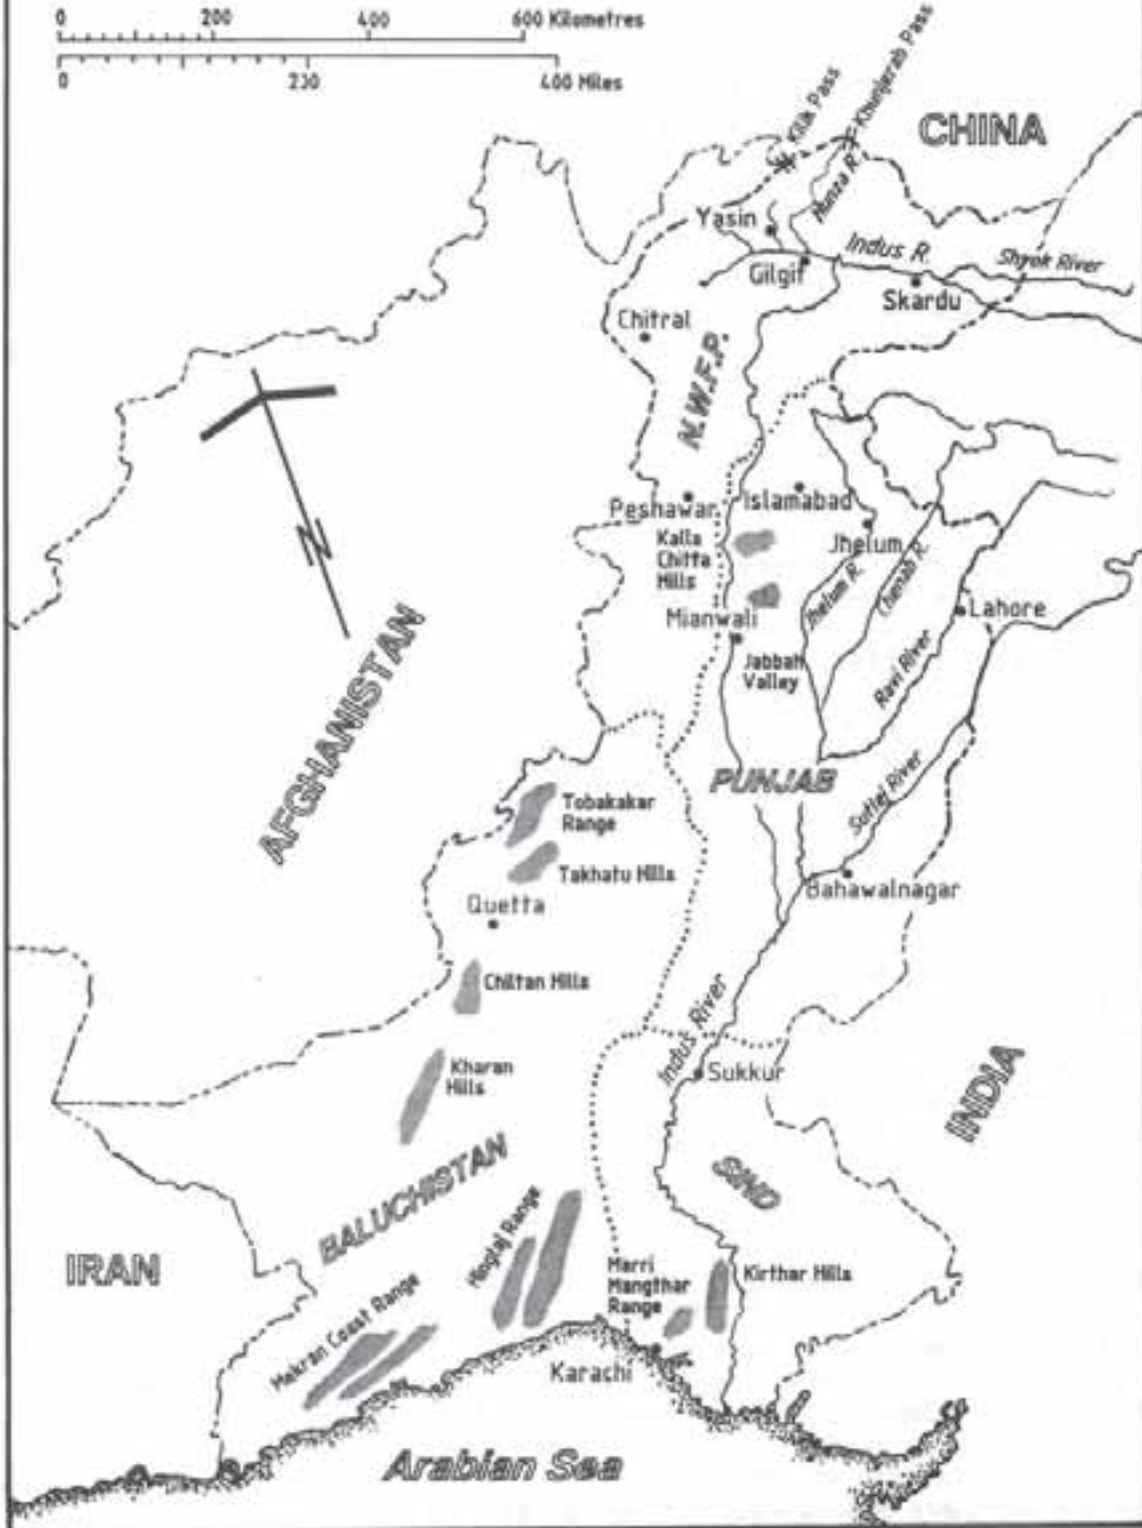 0 200 400 600 Kilometres
0 200 400 Miles
Kilik Pass
Khunjerab Pass
CHINA
Hunza R.
Yasin
Indus R.
Shyok River
Gilgit
Skardu
Chitral
N.W.F.P.
Peshawar
Islamabad
Kalla
Chitta
Hills
Jhelum
Jhelum R.
Chenab R.
Mianwali
Lahore
Jabbah
Valley
Ravi River
N
AFGHANISTAN
PUNJAB
Sutlej River
Tobakakar
Range
Takhatu Hills
Bahawalnagar
Quetta
Chiltan Hills
Indus River
Kharan
Hills
Sukkur
INDIA
BALUCHISTAN
SIND
IRAN
Hinglaj Range
Marri
Mangthar
Range
Kirthar Hills
Makran Coast Range
Karachi
Arabian Sea